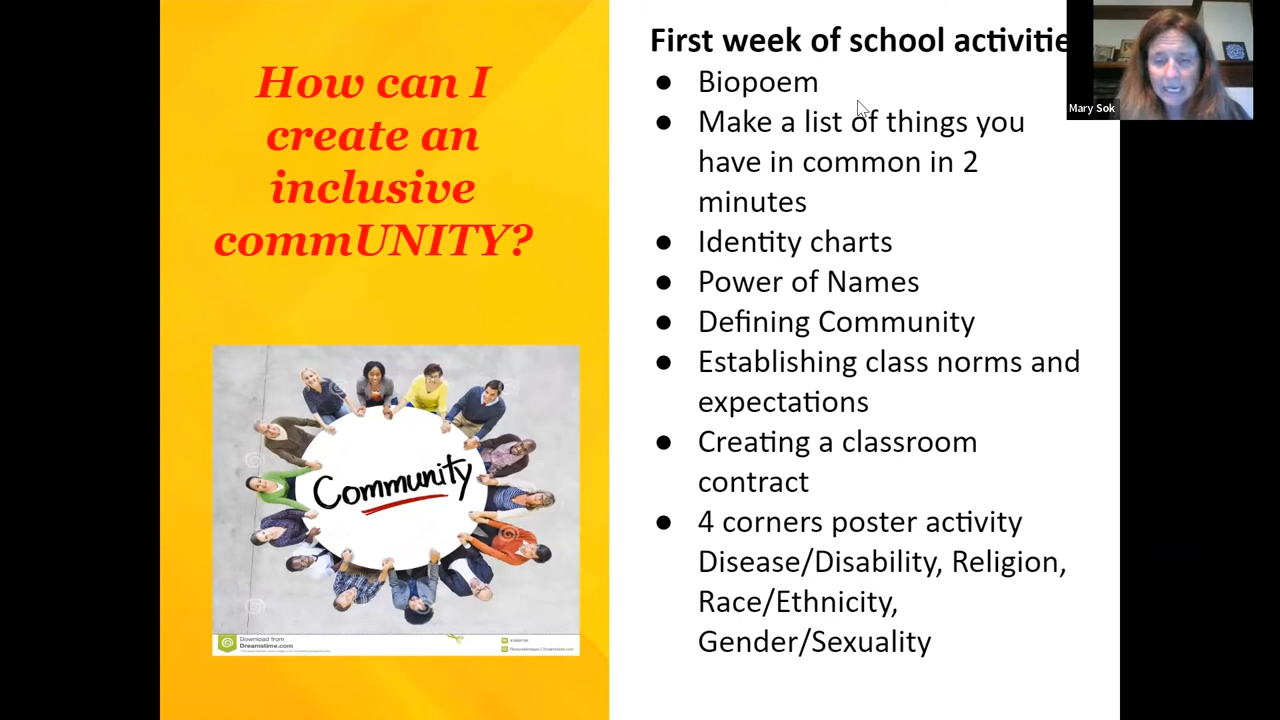 How can I
create an
inclusive
commUNITY?
Community
Download from
Dreamstime.com
First week of school activitie
● Biopoem
● Make a list of things you
have in common in 2
minutes
● Identity charts
● Power of Names
● Defining Community
● Establishing class norms and
expectations
● Creating a classroom
contract
● 4 corners poster activity
Disease/Disability, Religion,
Race/Ethnicity,
Gender/Sexuality
Mary Sok